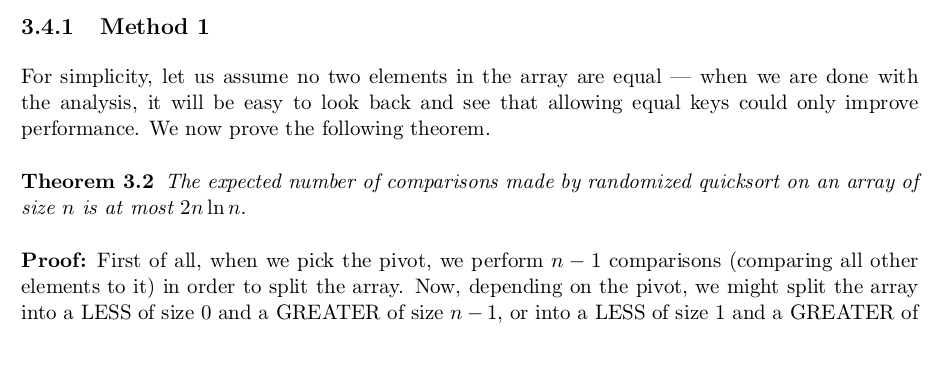 3.4.1 Method 1
For simplicity, let us assume no two elements in the array are equal — when we are done with
the analysis, it will be easy to look back and see that allowing equal keys could only improve
performance. We now prove the following theorem.
Theorem 3.2 The expected number of comparisons made by randomized quicksort on an array of
size n is at most 2n ln n.
Proof: First of all, when we pick the pivot, we perform n − 1 comparisons (comparing all other
elements to it) in order to split the array. Now, depending on the pivot, we might split the array
into a LESS of size 0 and a GREATER of size n − 1, or into a LESS of size 1 and a GREATER of